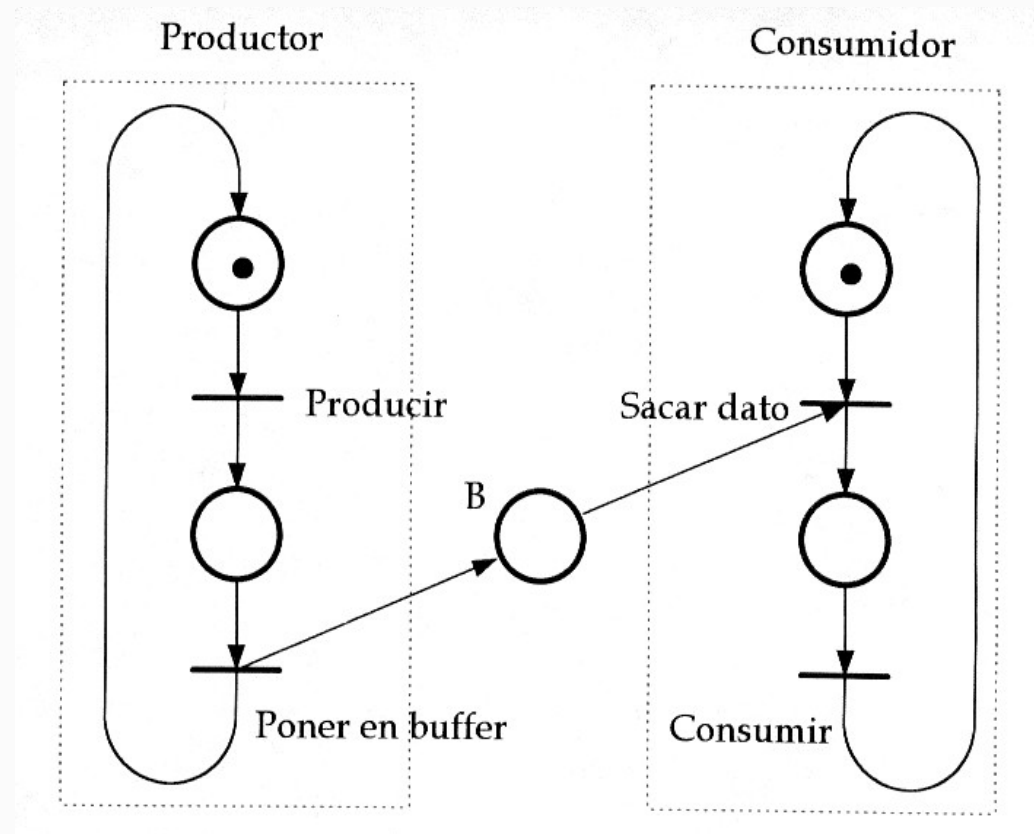 Productor
Consumidor
Producir
Sacar dato
B
Poner en buffer
Consumir